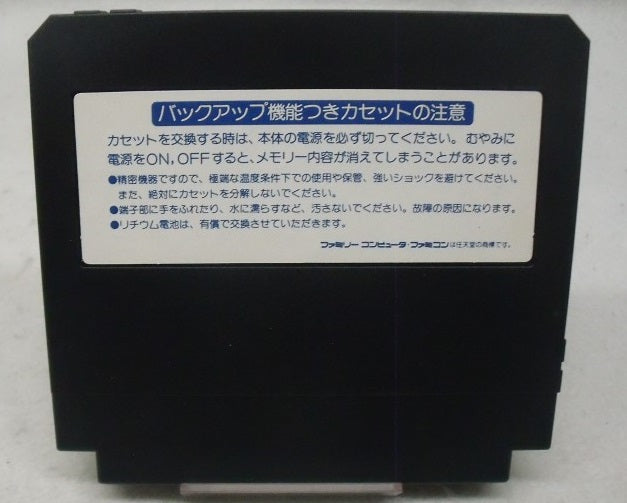 バックアップ機能つきカセットの注意
カセットを交換する時は、本体の電源を必ず切ってください。むやみに
電源をON,OFFすると、メモリー内容が消えてしまうことがあります。
●精密機器ですので、極端な温度条件下での使用や保管、強いショックを避けてください。
また、絶対にカセットを分解しないでください。
●端子部に手をふれたり、水に濡らすなど、汚さないでください。故障の原因になります。
●リチウム電池は、有償で交換させていただきます。
ファミリーコンピュータ・ファミコンは任天堂の商標です。